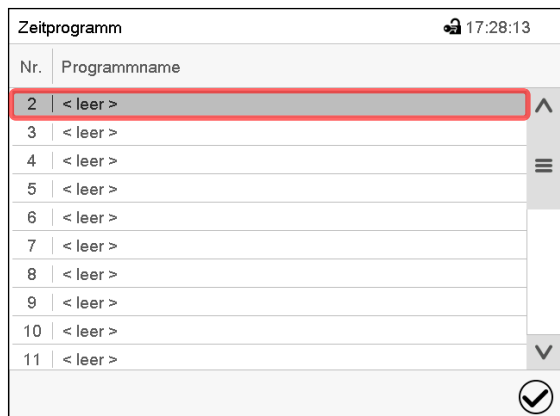 Zeitprogramm 17:28:13
Nr. Programmname
2 < leer >
3 < leer >
4 < leer >
5 < leer >
6 < leer >
7 < leer >
8 < leer >
9 < leer >
10 < leer >
11 < leer >